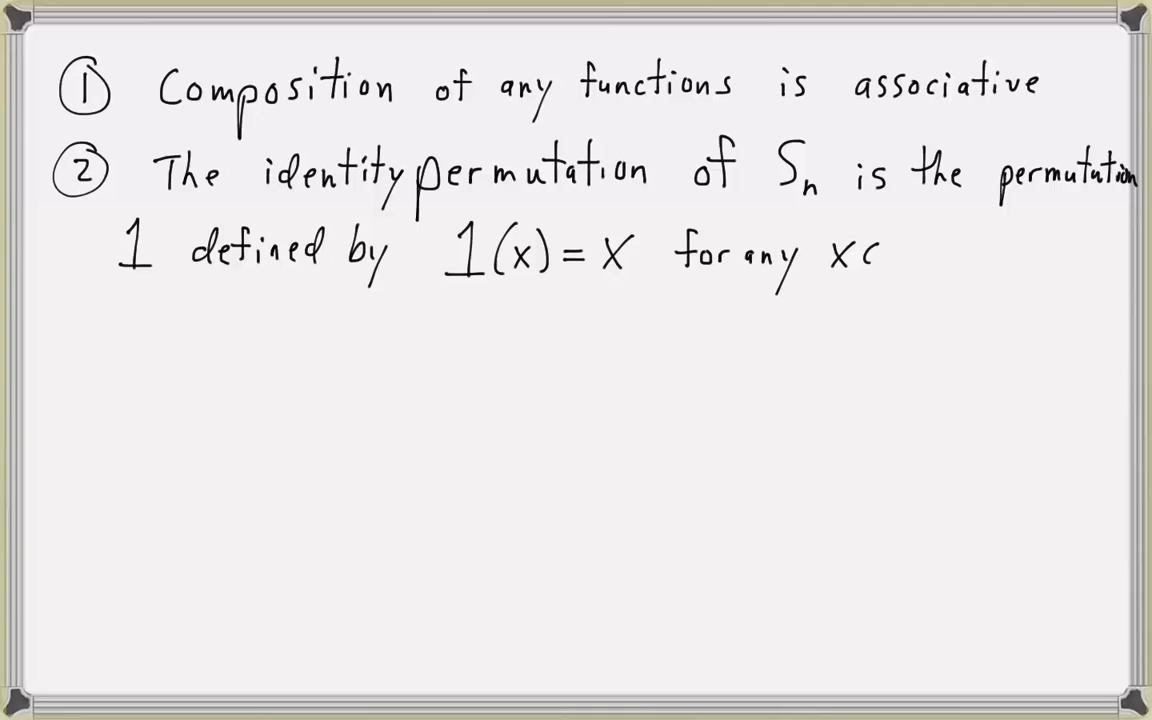 ① Composition of any functions is associative
② The identity permutation of Sₙ is the permutation
1 defined by 1(x) = x for any x